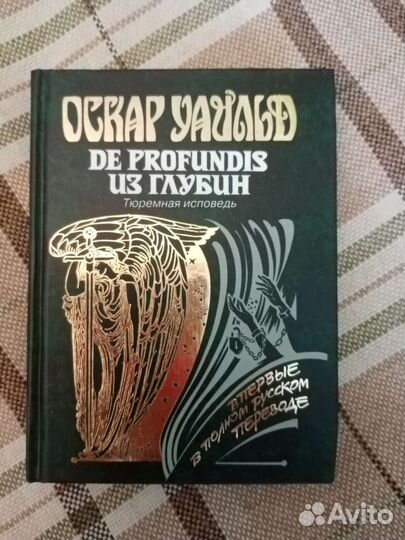 ОСКАР УАЙЛЬД
DE PROFUNDIS
ИЗ ГЛУБИН
Тюремная исповедь
ВПЕРВЫЕ
В ПОЛНОМ РУССКОМ
ПЕРЕВОДЕ
Avito